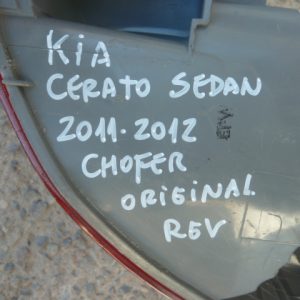 KIA
CERATO SEDAN
2011-2012
CHOFER
ORIGINAL
REV